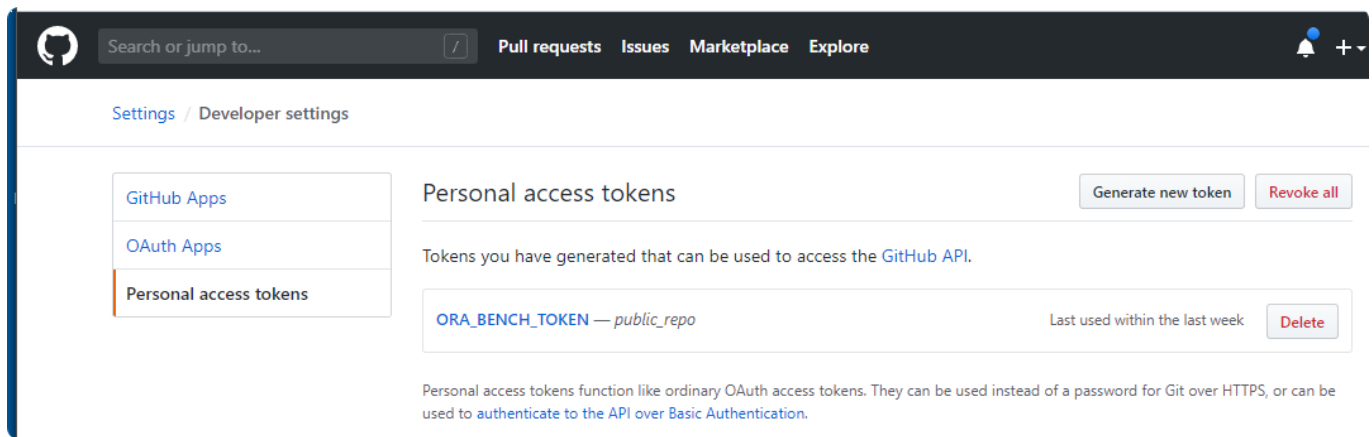 Search or jump to... /
Pull requests Issues Marketplace Explore
Settings / Developer settings
GitHub Apps
OAuth Apps
Personal access tokens
Personal access tokens
Generate new token
Revoke all
Tokens you have generated that can be used to access the GitHub API.
ORA_BENCH_TOKEN — public_repo
Last used within the last week
Delete
Personal access tokens function like ordinary OAuth access tokens. They can be used instead of a password for Git over HTTPS, or can be
used to authenticate to the API over Basic Authentication.